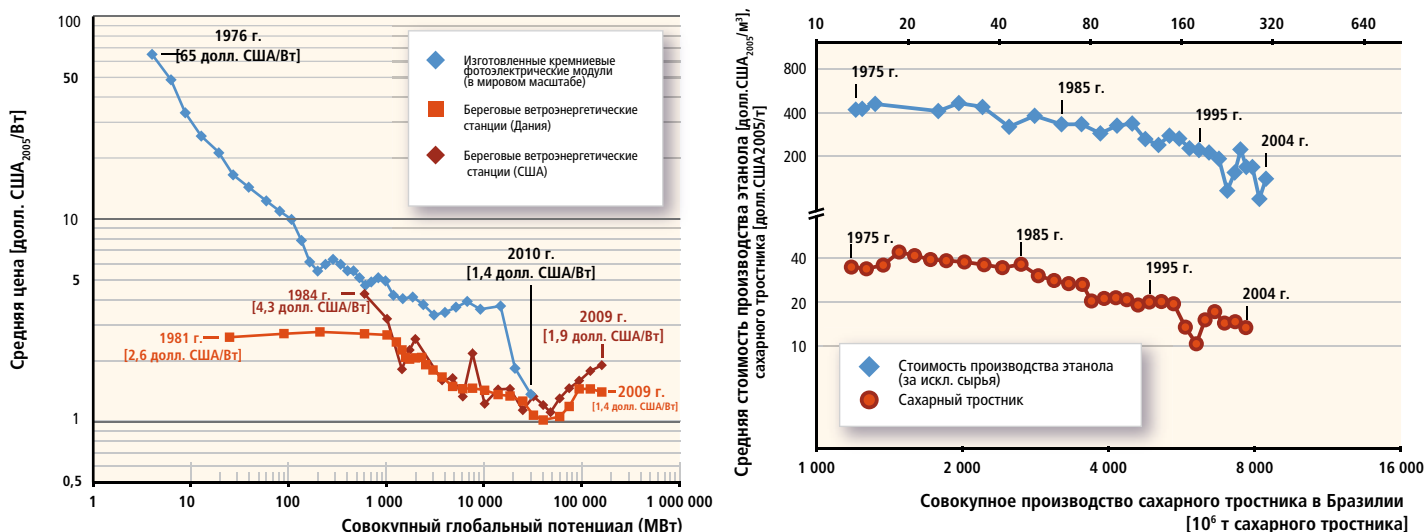 Средняя цена [долл. США2005/Вт]
100
50
10
5
1
0,5
1976 г.
[65 долл. США/Вт]
Изготовленные кремниевые
фотоэлектрические модули
(в мировом масштабе)
Береговые ветроэнергетические
станции (Дания)
Береговые ветроэнергетические
станции (США)
2010 г.
[1,4 долл. США/Вт]
1984 г.
[4,3 долл. США/Вт]
1981 г.
[2,6 долл. США/Вт]
2009 г.
[1,9 долл. США/Вт]
2009 г.
[1,4 долл. США/Вт]
1 10 100 1 000 10 000 100 000 1 000 000
Совокупный глобальный потенциал (МВт)
Средняя стоимость производства этанола [долл.США2005/м³],
сахарного тростника [долл.США2005/т]
10 20 40 80 160 320 640
800
400
200
40
20
10
1975 г.
1985 г.
1995 г.
2004 г.
1975 г.
1985 г.
1995 г.
2004 г.
Стоимость производства этанола
(за искл. сырья)
Сахарный тростник
1 000 2 000 4 000 8 000 16 000
Совокупное производство сахарного тростника в Бразилии
[10⁶ т сахарного тростника]